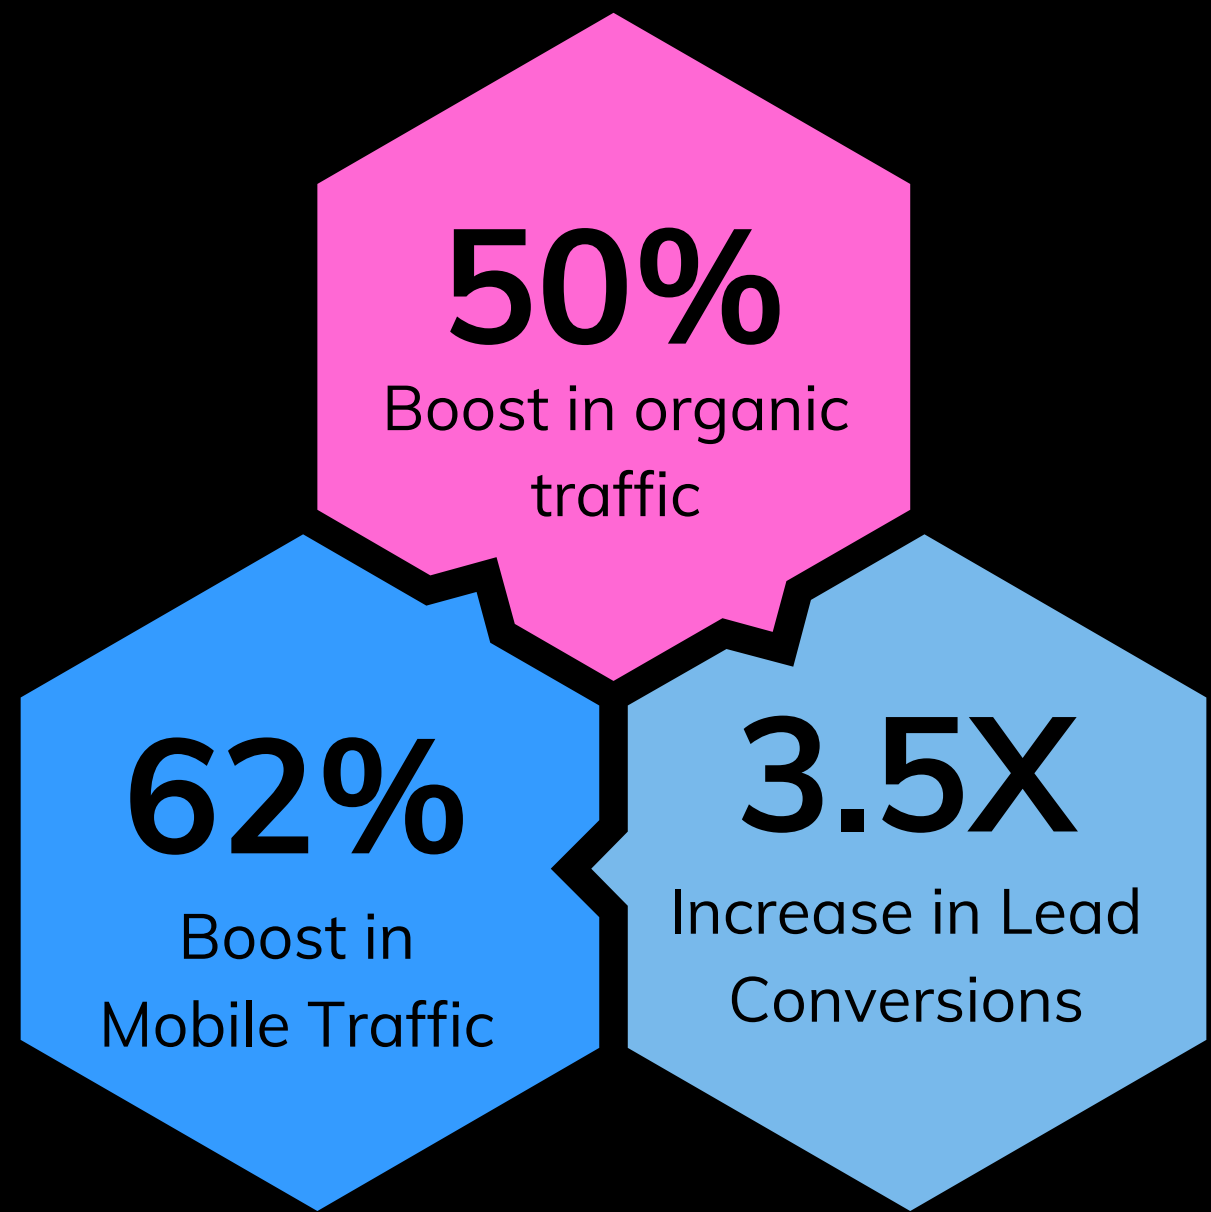 50%
Boost in organic
traffic
62%
Boost in
Mobile Traffic
3.5X
Increase in Lead
Conversions